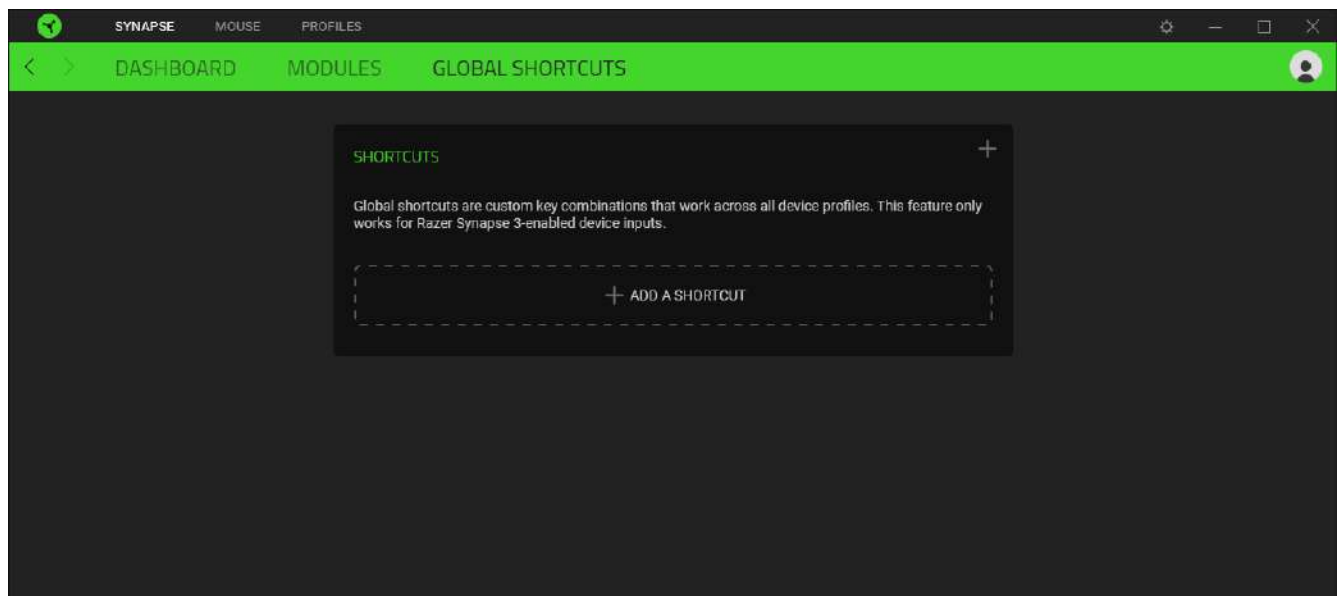 SYNAPSE MOUSE PROFILES
DASHBOARD MODULES GLOBAL SHORTCUTS
SHORTCUTS
Global shortcuts are custom key combinations that work across all device profiles. This feature only
works for Razer Synapse 3-enabled device inputs.
ADD A SHORTCUT